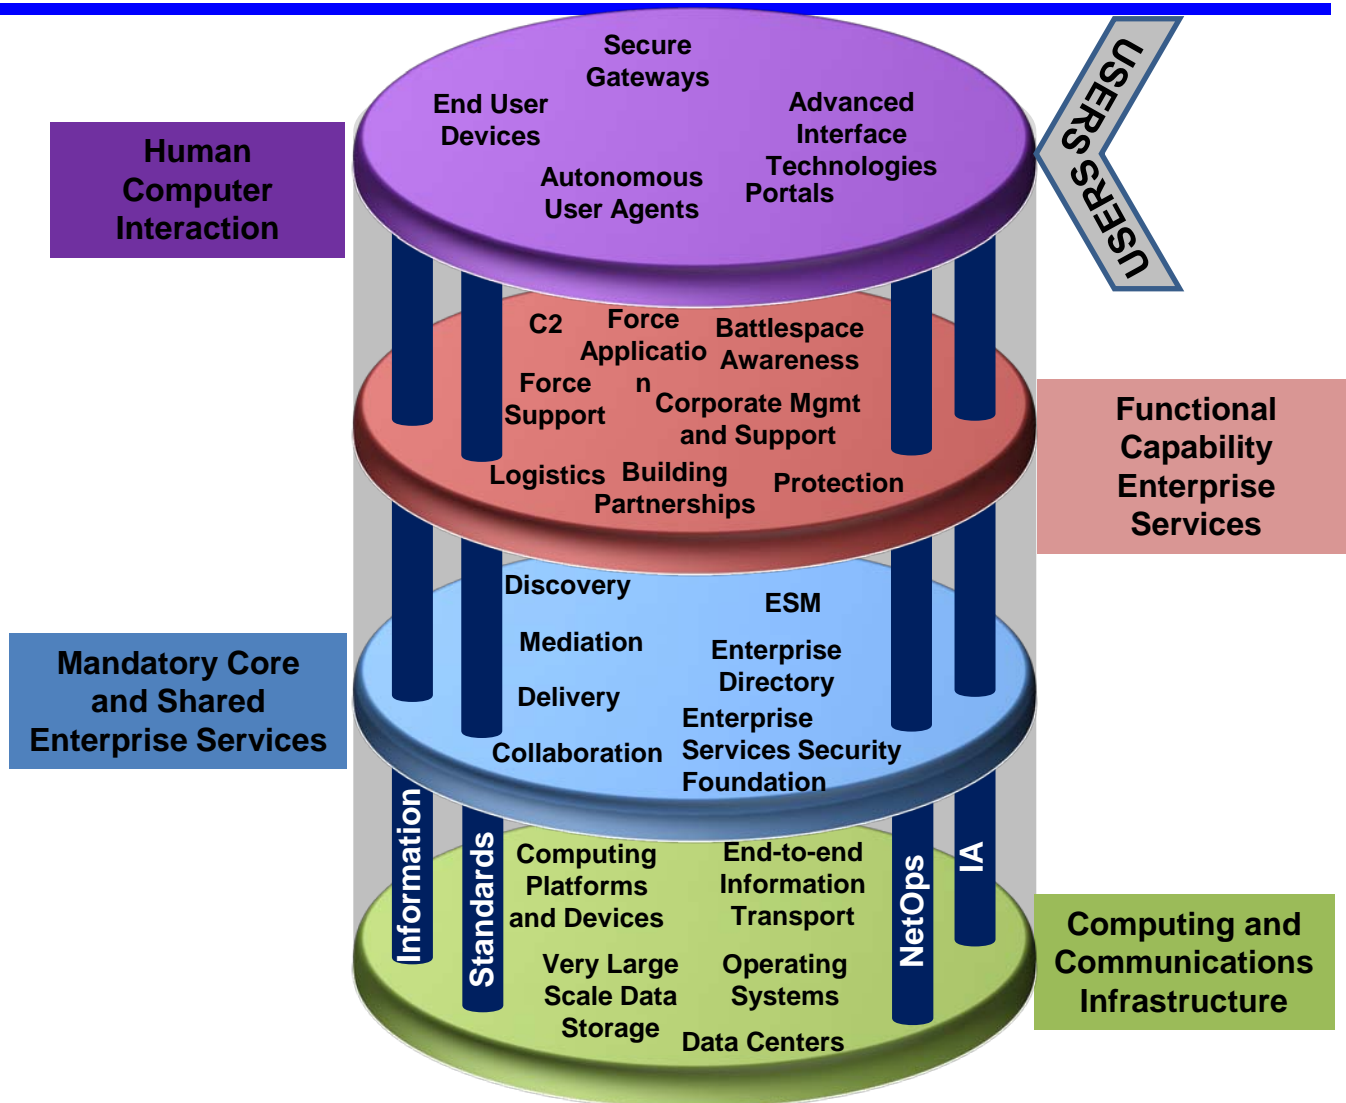 Secure
Gateways
End User
Devices
Advanced
Interface
Technologies
Autonomous
User Agents
Portals
USERS
USERS
Human
Computer
Interaction
C2
Force
Applicatio
n
Battlespace
Awareness
Force
Support
Corporate Mgmt
and Support
Logistics
Building
Partnerships
Protection
Functional
Capability
Enterprise
Services
Discovery
ESM
Mediation
Enterprise
Directory
Delivery
Enterprise
Services Security
Foundation
Collaboration
Mandatory Core
and Shared
Enterprise Services
Information
Standards
NetOps
IA
Computing
Platforms
and Devices
End-to-end
Information
Transport
Very Large
Scale Data
Storage
Operating
Systems
Data Centers
Computing and
Communications
Infrastructure